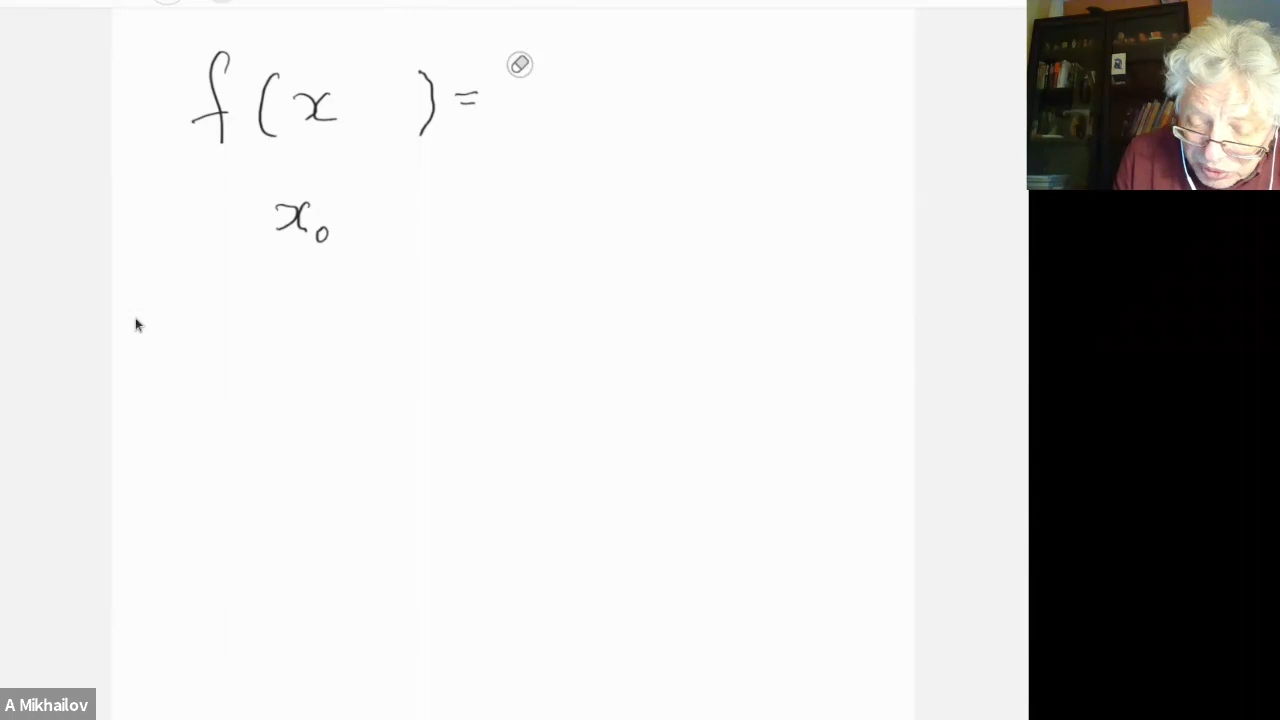 f(x ) =
x₀
A Mikhailov